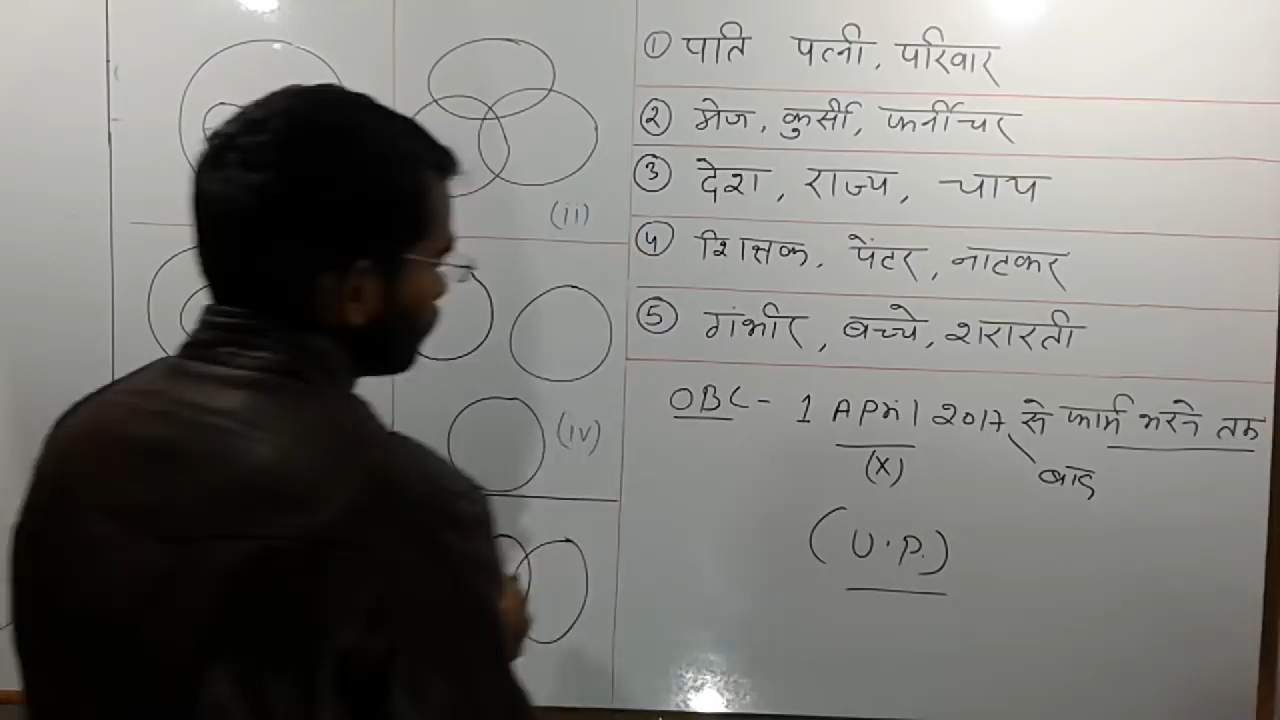 (ii)
(iv)
① पति पत्नी, परिवार
② मेज, कुर्सी, फर्नीचर
③ देश, राज्य, चाय
④ शिक्षक, पेंटर, नाटकर
⑤ गंभीर, बच्चे, शरारती
OBC - 1 April 2017 से फार्म भरने तक
(X) बाद
(U.P.)